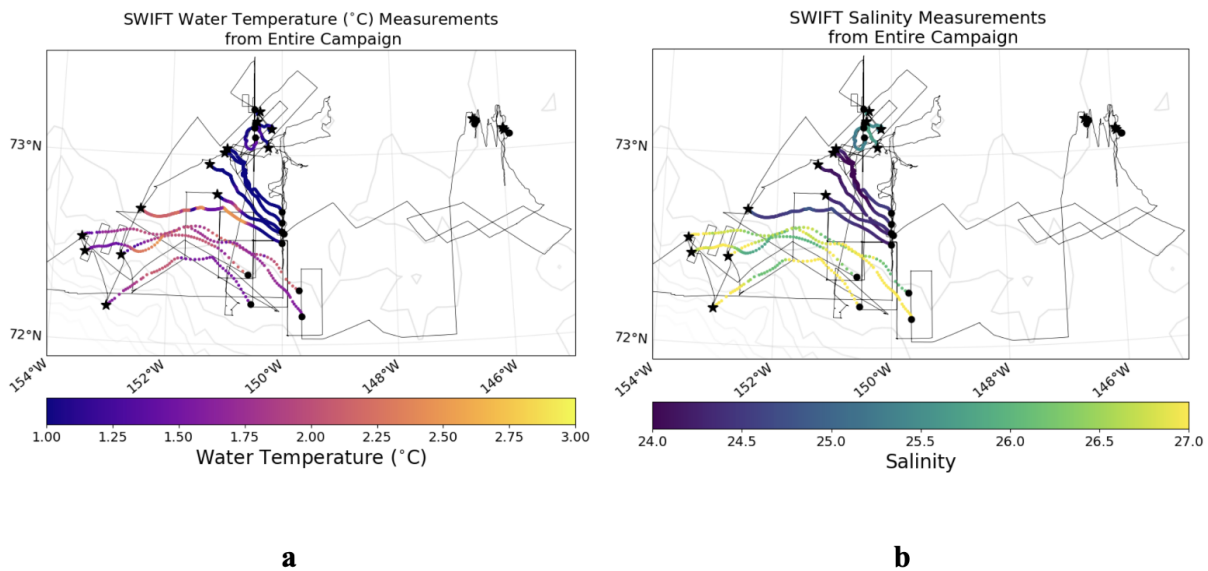 SWIFT Water Temperature (°C) Measurements
from Entire Campaign
73°N
72°N
154°W
152°W
150°W
148°W
146°W
1.00 1.25 1.50 1.75 2.00 2.25 2.50 2.75 3.00
Water Temperature (°C)
a
SWIFT Salinity Measurements
from Entire Campaign
73°N
72°N
154°W
152°W
150°W
148°W
146°W
24.0 24.5 25.0 25.5 26.0 26.5 27.0
Salinity
b